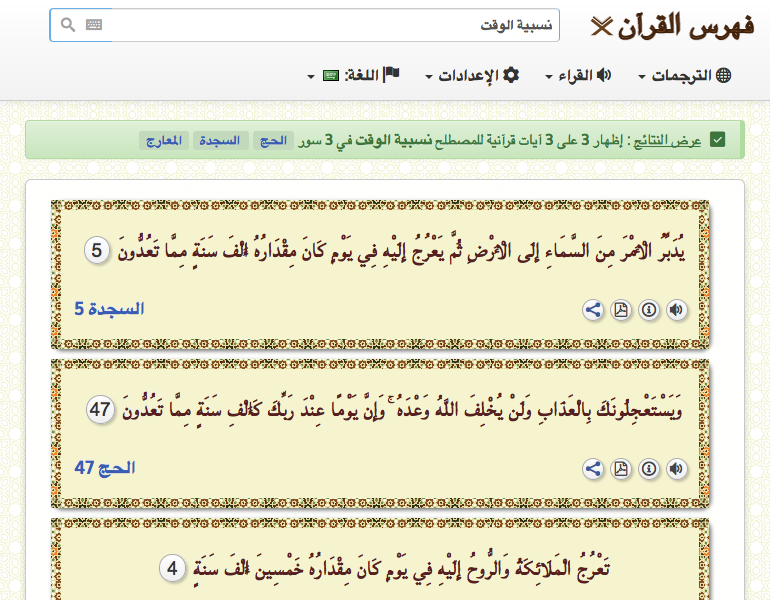 فهرس القرآن
نسبية الوقت
الترجمات
القراء
الإعدادات
اللغة:
عرض النتائج : إظهار 3 على 3 آيات قرآنية للمصطلح نسبية الوقت في 3 سور الحج السجدة المعارج
يُدَبِّرُ الْأَمْرَ مِنَ السَّمَاءِ إِلَى الْأَرْضِ ثُمَّ يَعْرُجُ إِلَيْهِ فِي يَوْمٍ كَانَ مِقْدَارُهُ أَلْفَ سَنَةٍ مِمَّا تَعُدُّونَ 5
السجدة 5
وَيَسْتَعْجِلُونَكَ بِالْعَذَابِ وَلَنْ يُخْلِفَ اللَّهُ وَعْدَهُ ۚ وَإِنَّ يَوْمًا عِنْدَ رَبِّكَ كَأَلْفِ سَنَةٍ مِمَّا تَعُدُّونَ 47
الحج 47
تَعْرُجُ الْمَلَائِكَةُ وَالرُّوحُ إِلَيْهِ فِي يَوْمٍ كَانَ مِقْدَارُهُ خَمْسِينَ أَلْفَ سَنَةٍ 4